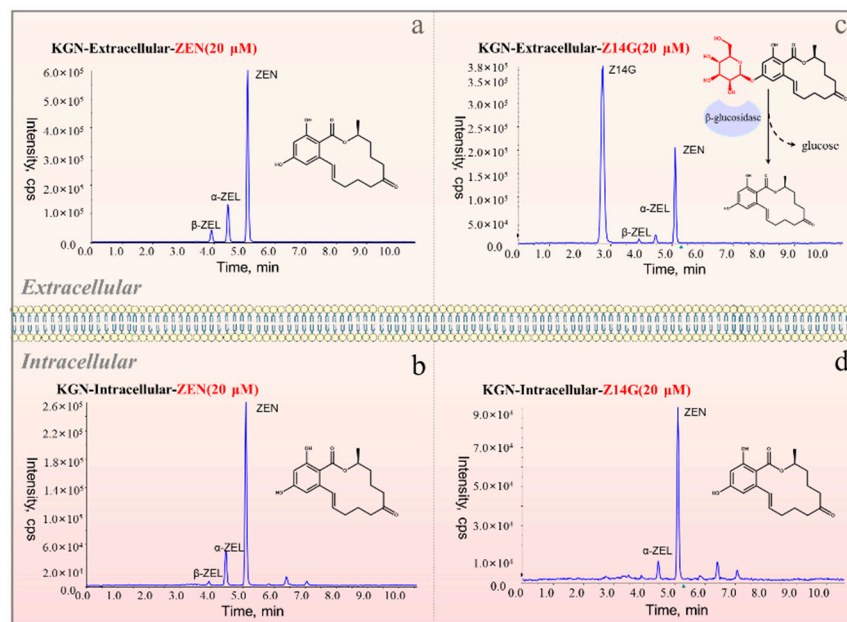 a
KGN-Extracellular-ZEN(20 μM)
6.0×10⁵
5.0×10⁵
4.0×10⁵
3.0×10⁶
2.0×10⁶
1.0×10⁶
0.0
Intensity, cps
ZEN
α-ZEL
β-ZEL
OH
O
O
HO
O
0.0 1.0 2.0 3.0 4.0 5.0 6.0 7.0 8.0 9.0 10.0
Time, min
c
KGN-Extracellular-Z14G(20 μM)
3.8×10⁵
3.0×10⁵
2.5×10⁵
2.0×10⁵
1.5×10⁵
1.0×10⁵
5.0×10⁴
0.0
Intensity, cps
Z14G
ZEN
α-ZEL
β-ZEL
β-glucosidase
glucose
0.0 1.0 2.0 3.0 4.0 5.0 6.0 7.0 8.0 9.0 10.0
Time, min
Extracellular
Intracellular
b
KGN-Intracellular-ZEN(20 μM)
2.6×10⁵
2.2×10⁵
1.8×10⁵
1.4×10⁵
1.0×10⁵
6.0×10⁴
2.0×10⁴
0.0
Intensity, cps
ZEN
α-ZEL
β-ZEL
OH
O
O
HO
O
0.0 1.0 2.0 3.0 4.0 5.0 6.0 7.0 8.0 9.0 10.0
Time, min
d
KGN-Intracellular-Z14G(20 μM)
9.0×10⁴
7.0×10⁴
5.0×10⁴
3.0×10⁴
1.0×10⁴
0.0
Intensity, cps
ZEN
α-ZEL
OH
O
O
HO
O
0.0 1.0 2.0 3.0 4.0 5.0 6.0 7.0 8.0 9.0 10.0
Time, min